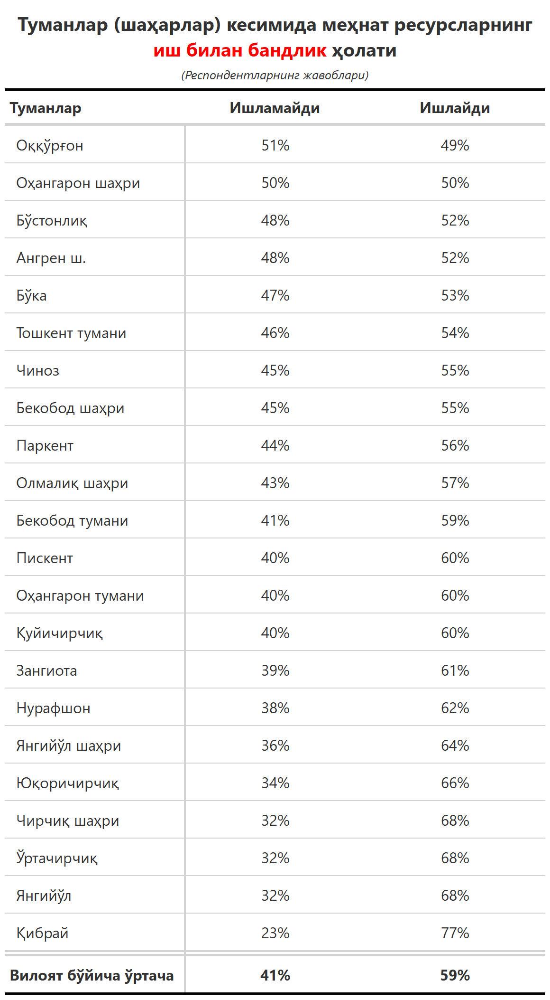 Туманлар (шаҳарлар) кесимида меҳнат ресурсларнинг
иш билан бандлик ҳолати
(Респондентларнинг жавоблари)
Туманлар Ишламайди Ишлайди
Оққўрғон 51% 49%
Оҳангарон шаҳри 50% 50%
Бўстонлиқ 48% 52%
Ангрен ш. 48% 52%
Бўка 47% 53%
Тошкент тумани 46% 54%
Чиноз 45% 55%
Бекобод шаҳри 45% 55%
Паркент 44% 56%
Олмалиқ шаҳри 43% 57%
Бекобод тумани 41% 59%
Пискент 40% 60%
Оҳангарон тумани 40% 60%
Қуйичирчиқ 40% 60%
Зангиота 39% 61%
Нурафшон 38% 62%
Янгийўл шаҳри 36% 64%
Юқоричирчиқ 34% 66%
Чирчиқ шаҳри 32% 68%
Ўртачирчиқ 32% 68%
Янгийўл 32% 68%
Қибрай 23% 77%
Вилоят бўйича ўртача 41% 59%